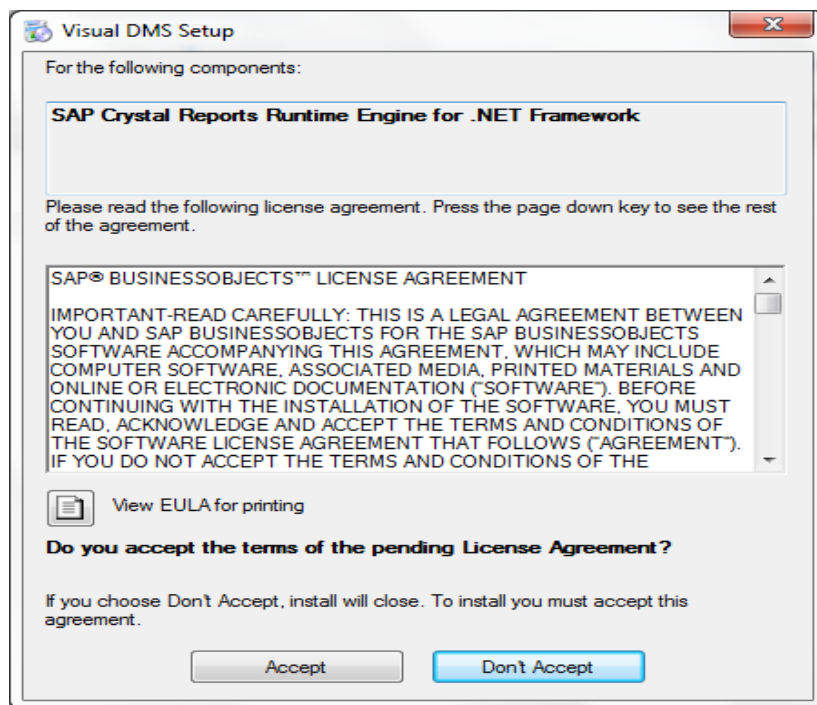 Visual DMS Setup
For the following components:
SAP Crystal Reports Runtime Engine for .NET Framework
Please read the following license agreement. Press the page down key to see the rest
of the agreement.
SAP® BUSINESSOBJECTS™ LICENSE AGREEMENT
IMPORTANT-READ CAREFULLY: THIS IS A LEGAL AGREEMENT BETWEEN
YOU AND SAP BUSINESSOBJECTS FOR THE SAP BUSINESSOBJECTS
SOFTWARE ACCOMPANYING THIS AGREEMENT, WHICH MAY INCLUDE
COMPUTER SOFTWARE, ASSOCIATED MEDIA, PRINTED MATERIALS AND
ONLINE OR ELECTRONIC DOCUMENTATION ("SOFTWARE"). BEFORE
CONTINUING WITH THE INSTALLATION OF THE SOFTWARE, YOU MUST
READ, ACKNOWLEDGE AND ACCEPT THE TERMS AND CONDITIONS OF
THE SOFTWARE LICENSE AGREEMENT THAT FOLLOWS ("AGREEMENT").
IF YOU DO NOT ACCEPT THE TERMS AND CONDITIONS OF THE
View EULA for printing
Do you accept the terms of the pending License Agreement?
If you choose Don't Accept, install will close. To install you must accept this
agreement.
Accept
Don't Accept